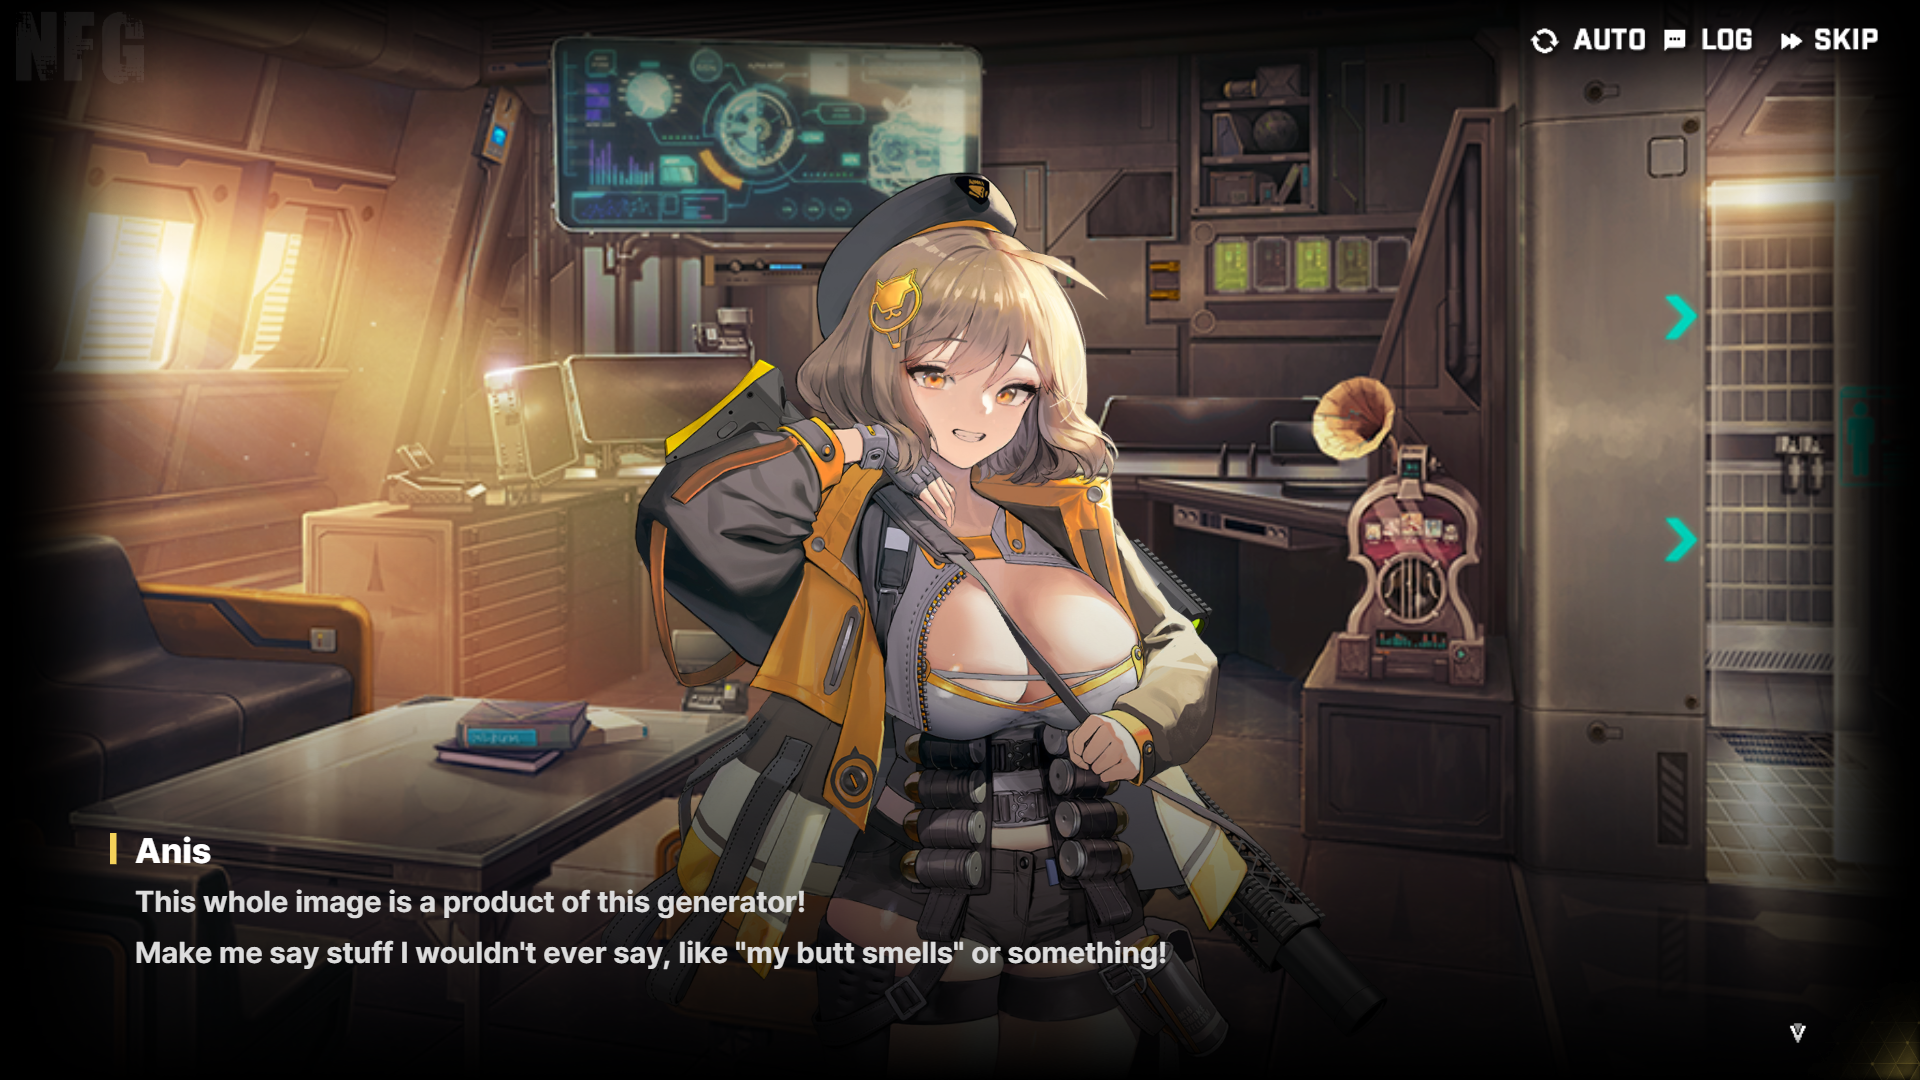 NFG
AUTO LOG SKIP
Anis
This whole image is a product of this generator!
Make me say stuff I wouldn't ever say, like "my butt smells" or something!